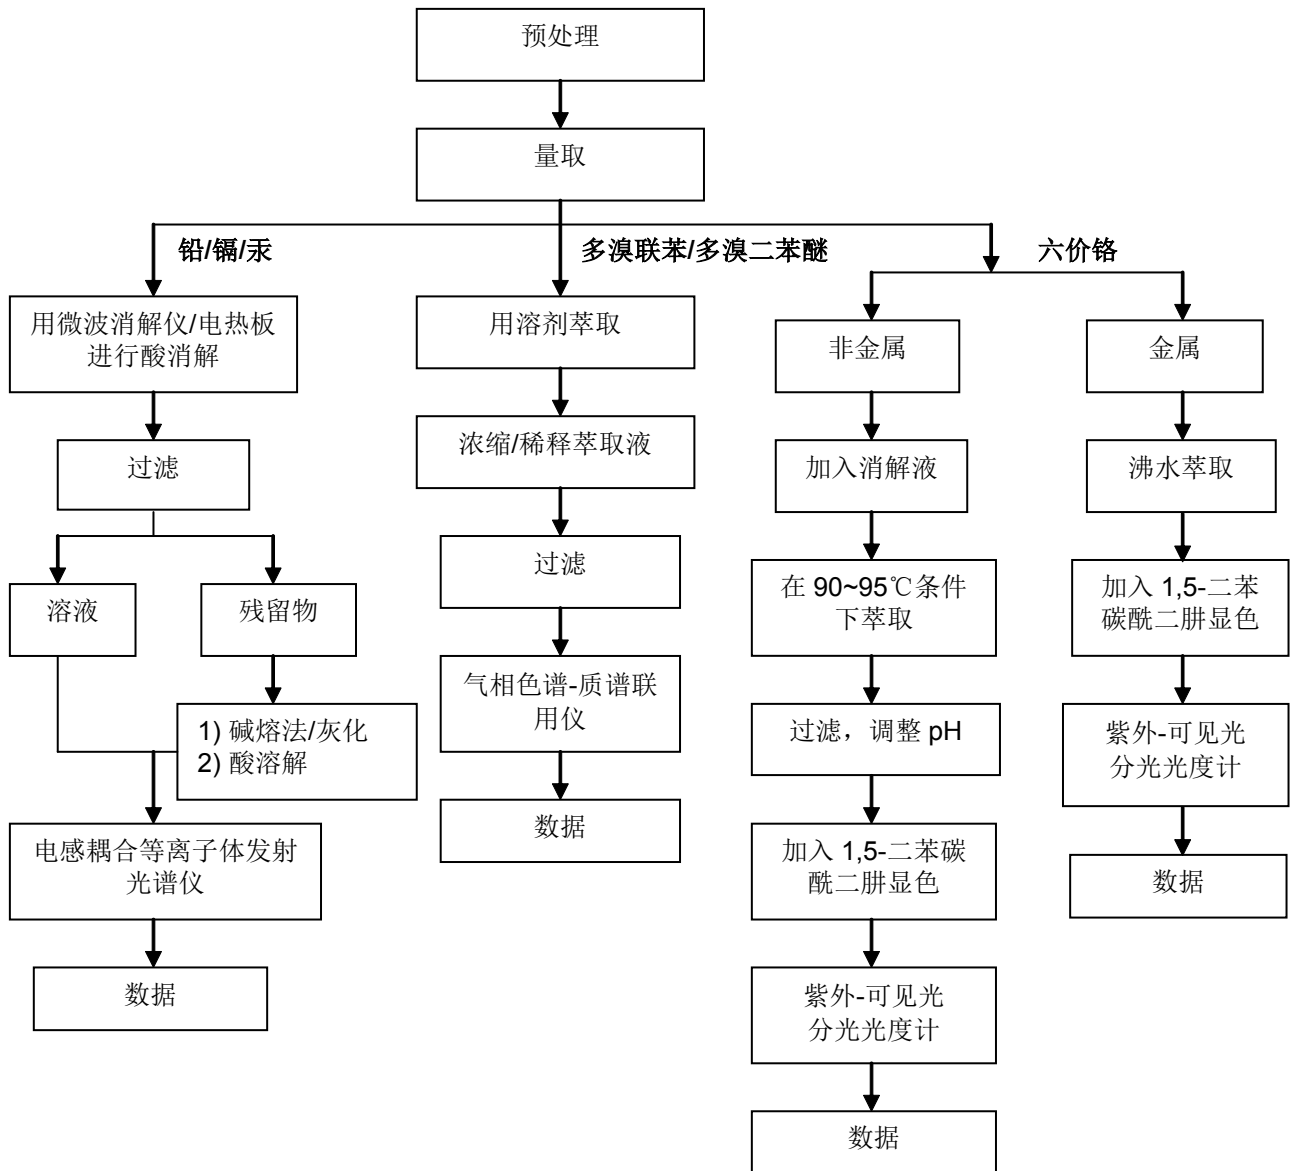 预处理
量取
铅/镉/汞
多溴联苯/多溴二苯醚
六价铬
用微波消解仪/电热板
进行酸消解
过滤
溶液
残留物
1) 碱熔法/灰化
2) 酸溶解
电感耦合等离子体发射
光谱仪
数据
用溶剂萃取
浓缩/稀释萃取液
过滤
气相色谱-质谱联
用仪
数据
非金属
加入消解液
在 90~95℃条件
下萃取
过滤，调整 pH
加入 1,5-二苯碳
酰二肼显色
紫外-可见光
分光光度计
数据
金属
沸水萃取
加入 1,5-二苯
碳酰二肼显色
紫外-可见光
分光光度计
数据